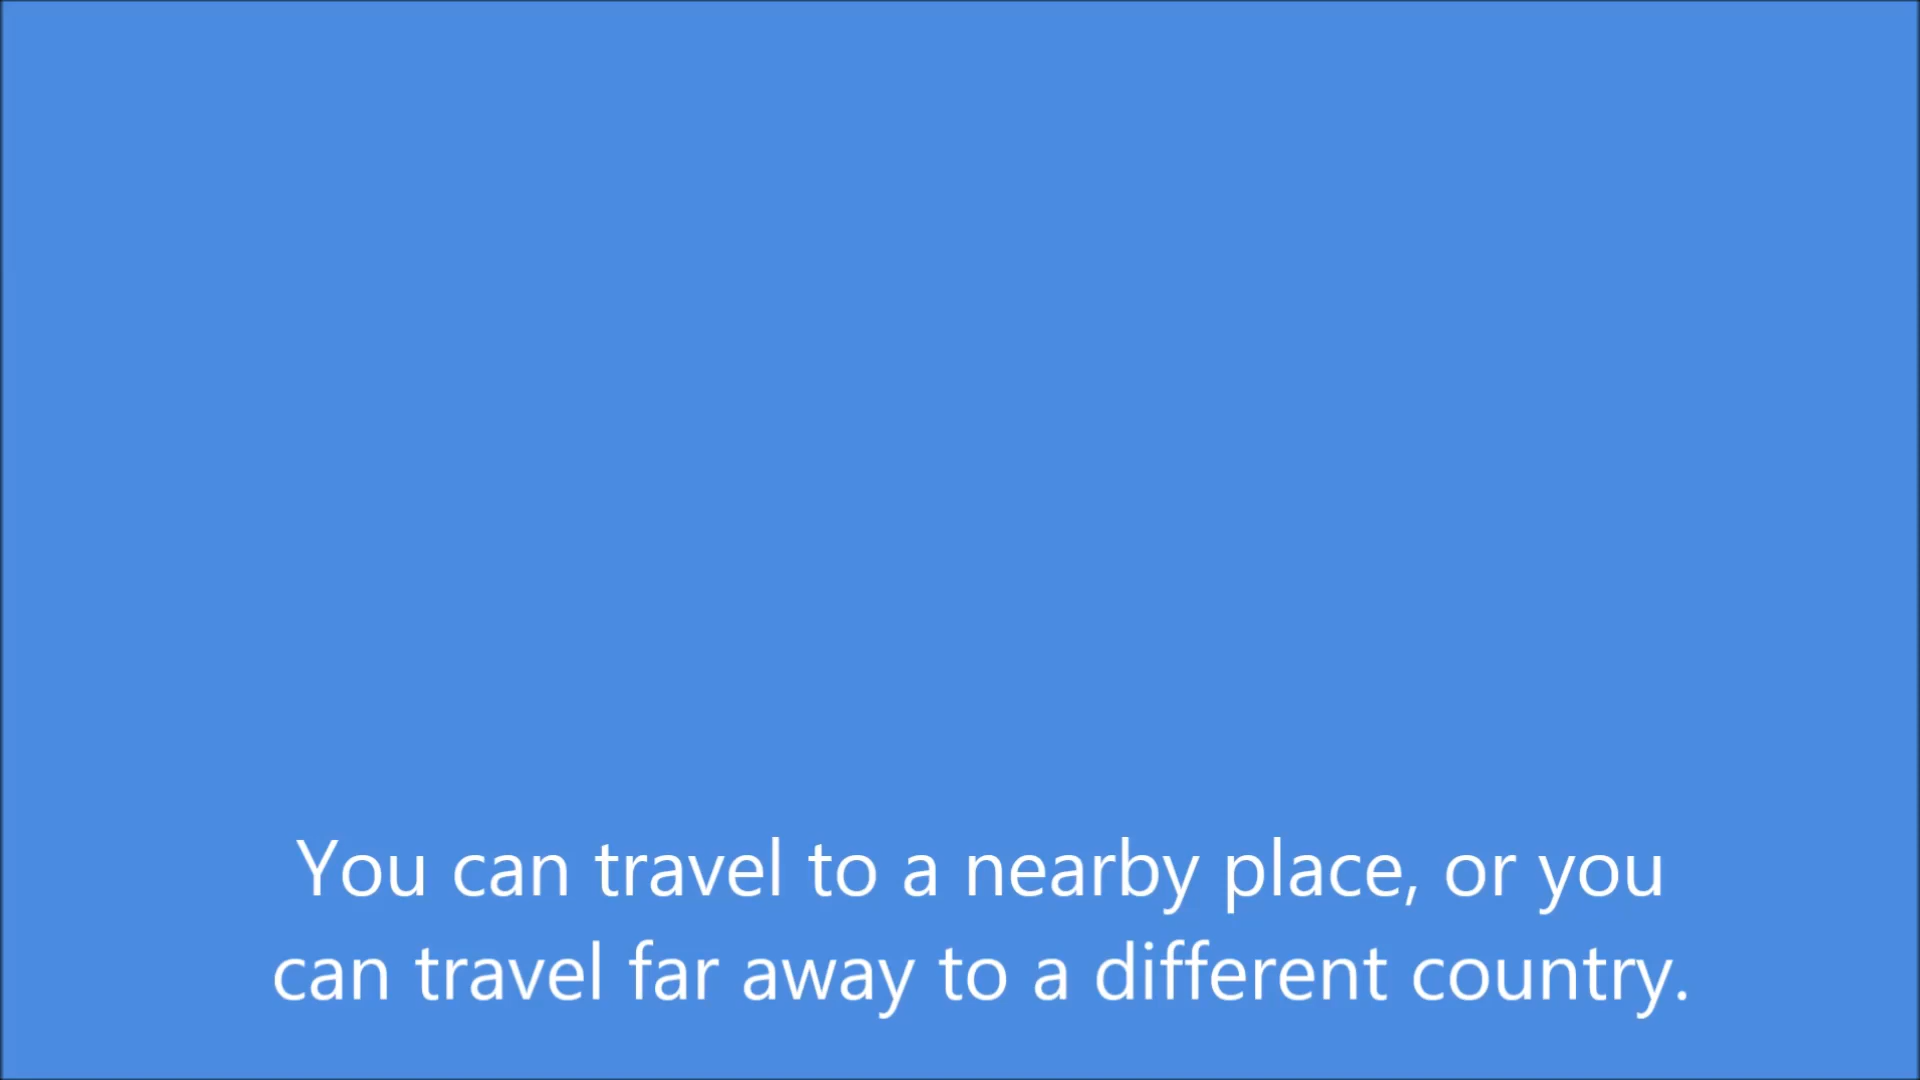 You can travel to a nearby place, or you
can travel far away to a different country.